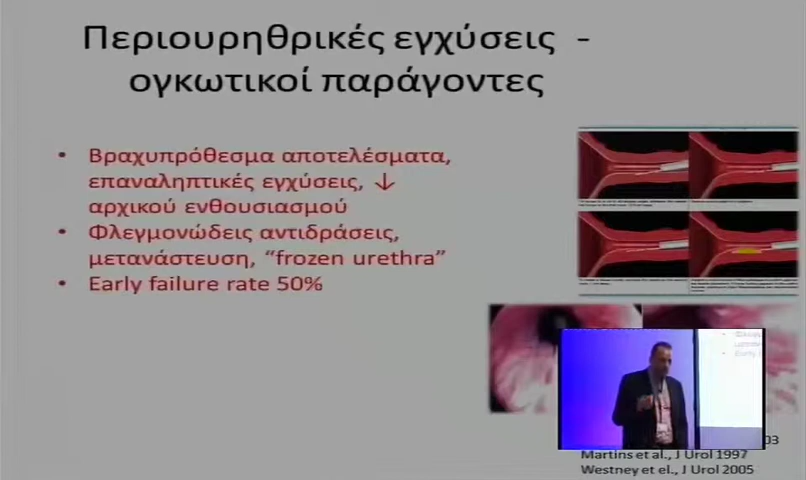 Περιουρηθρικές εγχύσεις -
ογκωτικοί παράγοντες
• Βραχυπρόθεσμα αποτελέσματα,
επαναληπτικές εγχύσεις, ↓
αρχικού ενθουσιασμού
• Φλεγμονώδεις αντιδράσεις,
μετανάστευση, “frozen urethra”
• Early failure rate 50%
03
Martins et al., J Urol 1997
Westney et el., J Urol 2005